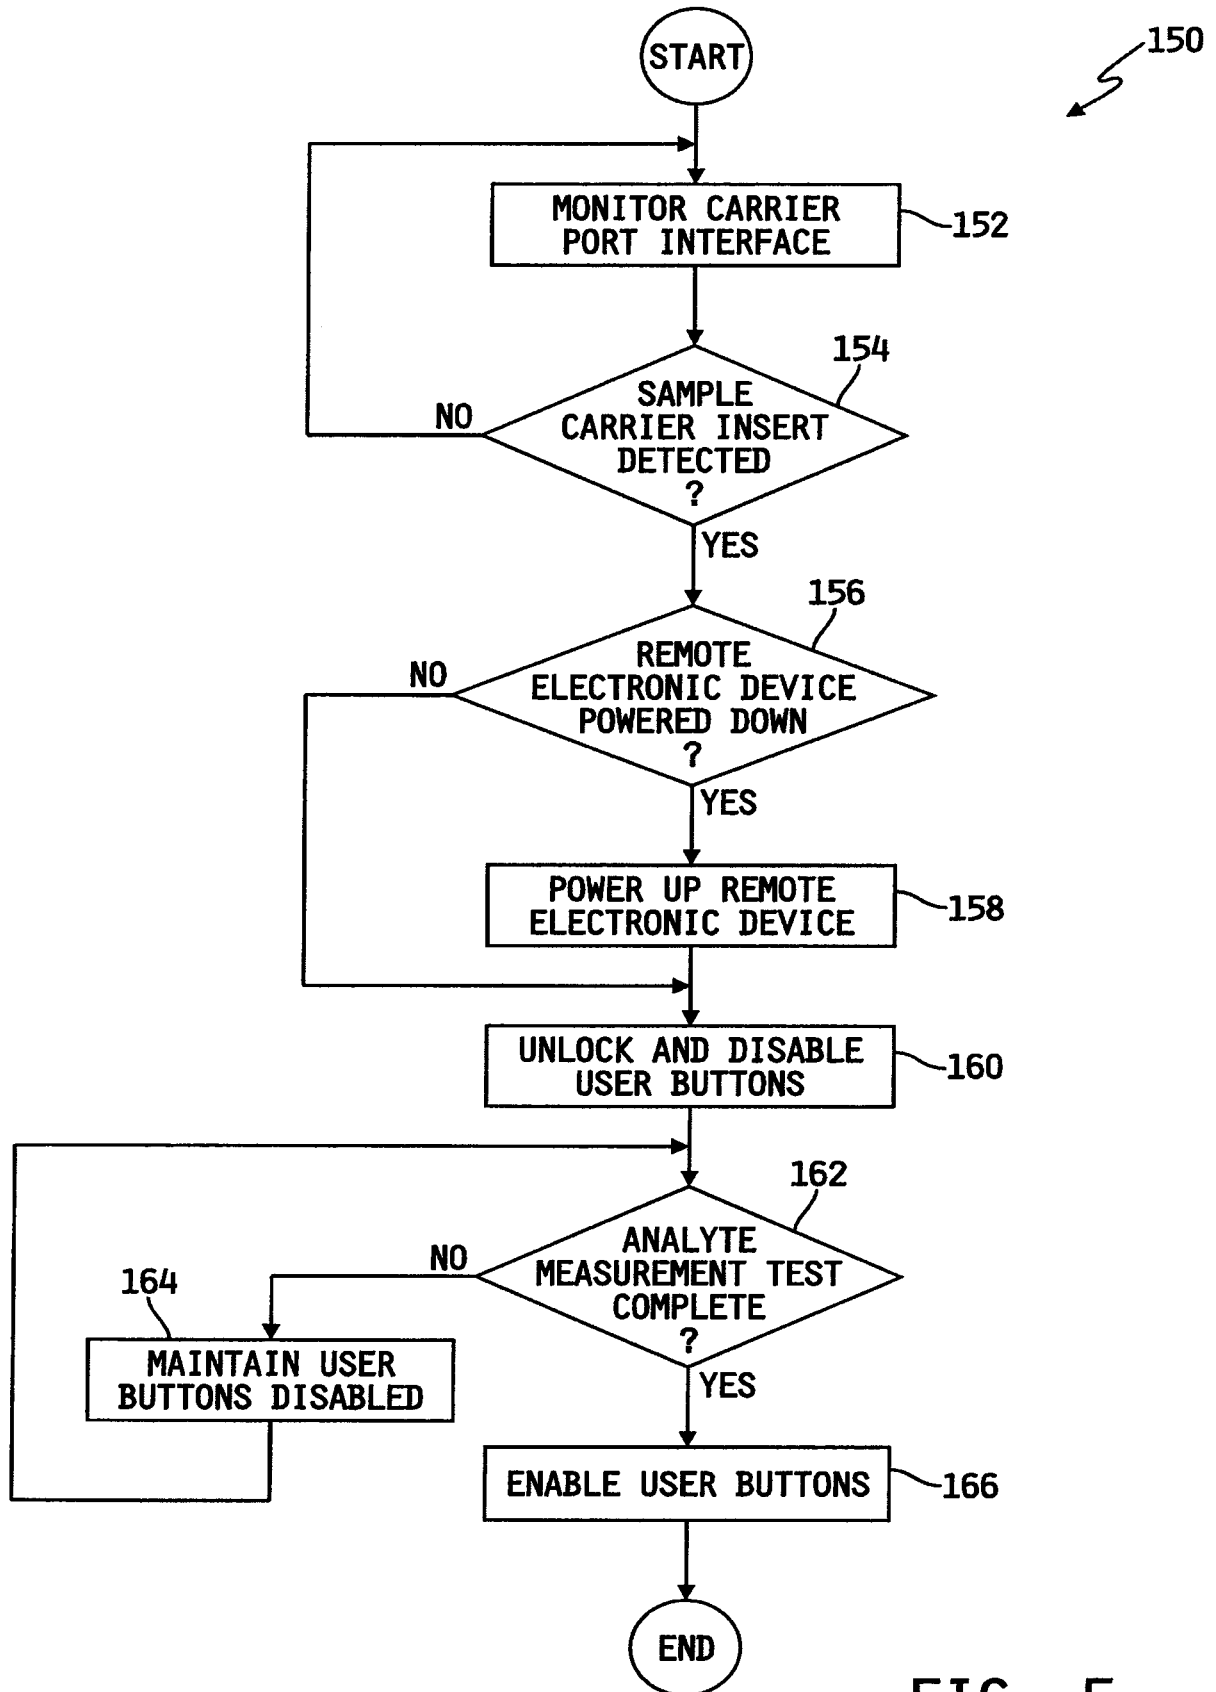 START
150
MONITOR CARRIER
PORT INTERFACE
152
154
SAMPLE
CARRIER INSERT
DETECTED
?
NO
YES
156
REMOTE
ELECTRONIC DEVICE
POWERED DOWN
?
NO
YES
POWER UP REMOTE
ELECTRONIC DEVICE
158
UNLOCK AND DISABLE
USER BUTTONS
160
162
ANALYTE
MEASUREMENT TEST
COMPLETE
?
NO
164
MAINTAIN USER
BUTTONS DISABLED
YES
ENABLE USER BUTTONS
166
END
FIG.